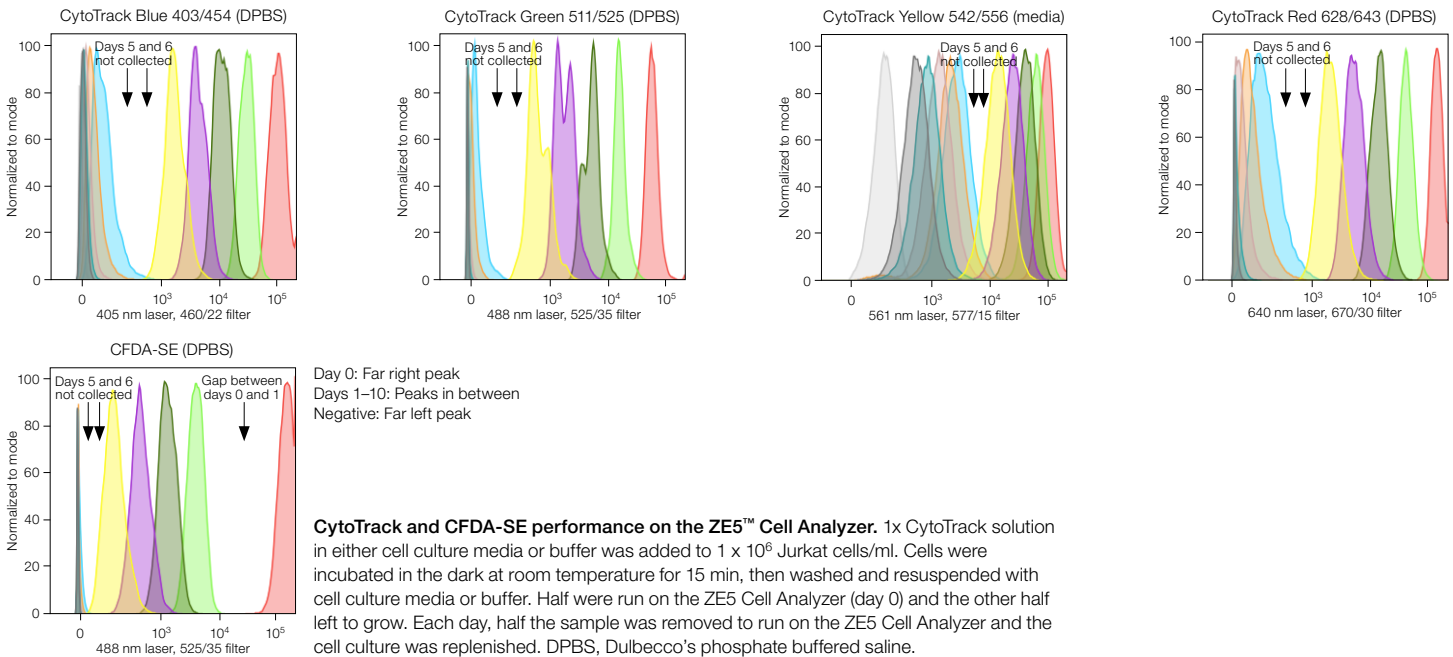 CytoTrack Blue 403/454 (DPBS)
Days 5 and 6
not collected
Normalized to mode
100
80
60
40
20
0
0
10³
10⁴
10⁵
405 nm laser, 460/22 filter
CytoTrack Green 511/525 (DPBS)
Days 5 and 6
not collected
Normalized to mode
100
80
60
40
20
0
0
10³
10⁴
10⁵
488 nm laser, 525/35 filter
CytoTrack Yellow 542/556 (media)
Days 5 and 6
not collected
Normalized to mode
100
80
60
40
20
0
0
10³
10⁴
10⁵
561 nm laser, 577/15 filter
CytoTrack Red 628/643 (DPBS)
Days 5 and 6
not collected
Normalized to mode
100
80
60
40
20
0
0
10³
10⁴
10⁵
640 nm laser, 670/30 filter
CFDA-SE (DPBS)
Days 5 and 6
not collected
Gap between
days 0 and 1
Normalized to mode
100
80
60
40
20
0
0
10³
10⁴
10⁵
488 nm laser, 525/35 filter
Day 0: Far right peak
Days 1–10: Peaks in between
Negative: Far left peak
CytoTrack and CFDA-SE performance on the ZE5™ Cell Analyzer. 1x CytoTrack solution
in either cell culture media or buffer was added to 1 x 10⁶ Jurkat cells/ml. Cells were
incubated in the dark at room temperature for 15 min, then washed and resuspended with
cell culture media or buffer. Half were run on the ZE5 Cell Analyzer (day 0) and the other half
left to grow. Each day, half the sample was removed to run on the ZE5 Cell Analyzer and the
cell culture was replenished. DPBS, Dulbecco’s phosphate buffered saline.